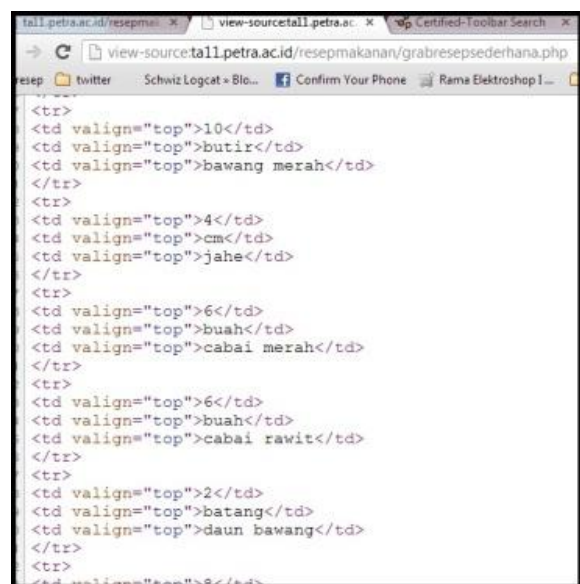 ta11.petra.ac.id/resepmai
view-source:ta11.petra.ac.
Certified-Toolbar Search
view-source:ta11.petra.ac.id/resepmakanan/grabresepsederhana.php
resep
twitter
Schwiz Logcat » Blo...
Confirm Your Phone
Rama Elektroshop I...
<tr>
<td valign="top">10</td>
<td valign="top">butir</td>
<td valign="top">bawang merah</td>
</tr>
<tr>
<td valign="top">4</td>
<td valign="top">cm</td>
<td valign="top">jahe</td>
</tr>
<tr>
<td valign="top">6</td>
<td valign="top">buah</td>
<td valign="top">cabai merah</td>
</tr>
<tr>
<td valign="top">6</td>
<td valign="top">buah</td>
<td valign="top">cabai rawit</td>
</tr>
<tr>
<td valign="top">2</td>
<td valign="top">batang</td>
<td valign="top">daun bawang</td>
</tr>
<tr>